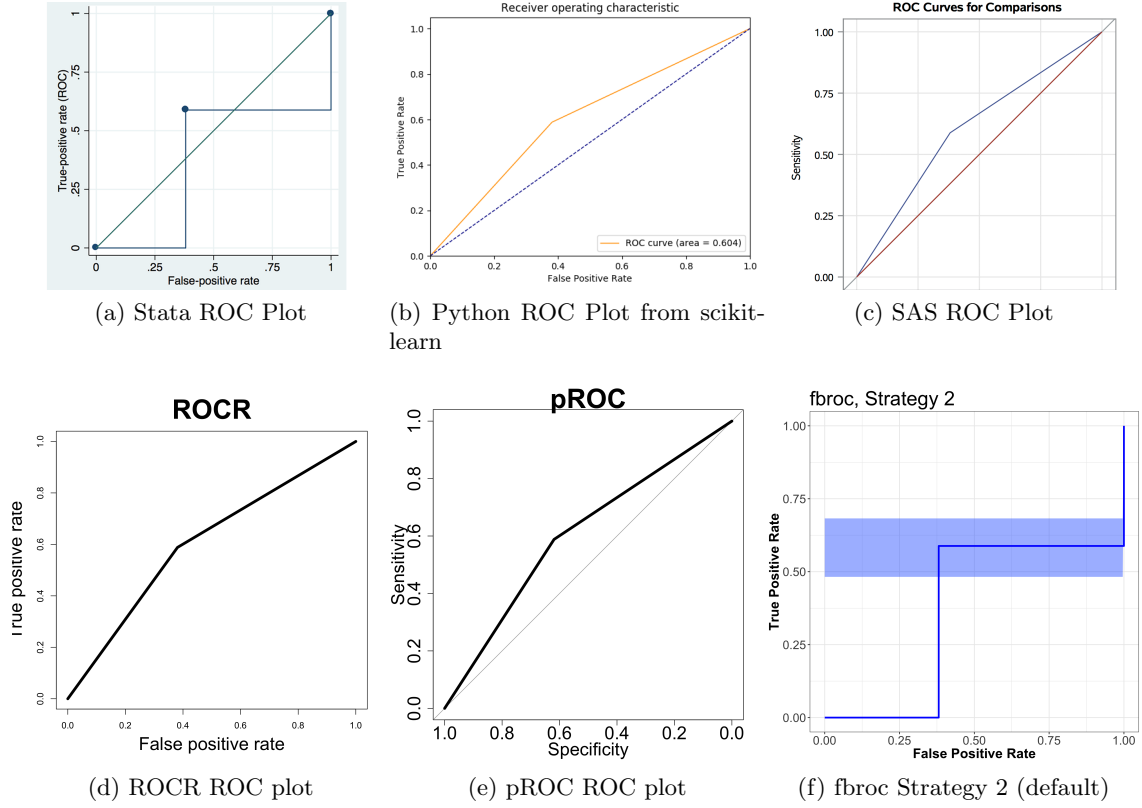 1
.75
.5
.25
0
True-positive rate (ROC)
0
.25
.5
.75
1
False-positive rate
(a) Stata ROC Plot
Receiver operating characteristic
1.0
0.8
0.6
0.4
0.2
0.0
True Positive Rate
ROC curve (area = 0.604)
0.0
0.2
0.4
0.6
0.8
1.0
False Positive Rate
(b) Python ROC Plot from scikit-
learn
ROC Curves for Comparisons
1.00
0.75
0.50
0.25
0.00
Sensitivity
(c) SAS ROC Plot
ROCR
1.0
0.8
0.6
0.4
0.2
0.0
True positive rate
0.0
0.2
0.4
0.6
0.8
1.0
False positive rate
(d) ROCR ROC plot
pROC
1.0
0.8
0.6
0.4
0.2
0.0
Sensitivity
1.0
0.8
0.6
0.4
0.2
0.0
Specificity
(e) pROC ROC plot
fbroc, Strategy 2
1.00
0.75
0.50
0.25
0.00
True Positive Rate
0.00
0.25
0.50
0.75
1.00
False Positive Rate
(f) fbroc Strategy 2 (default)